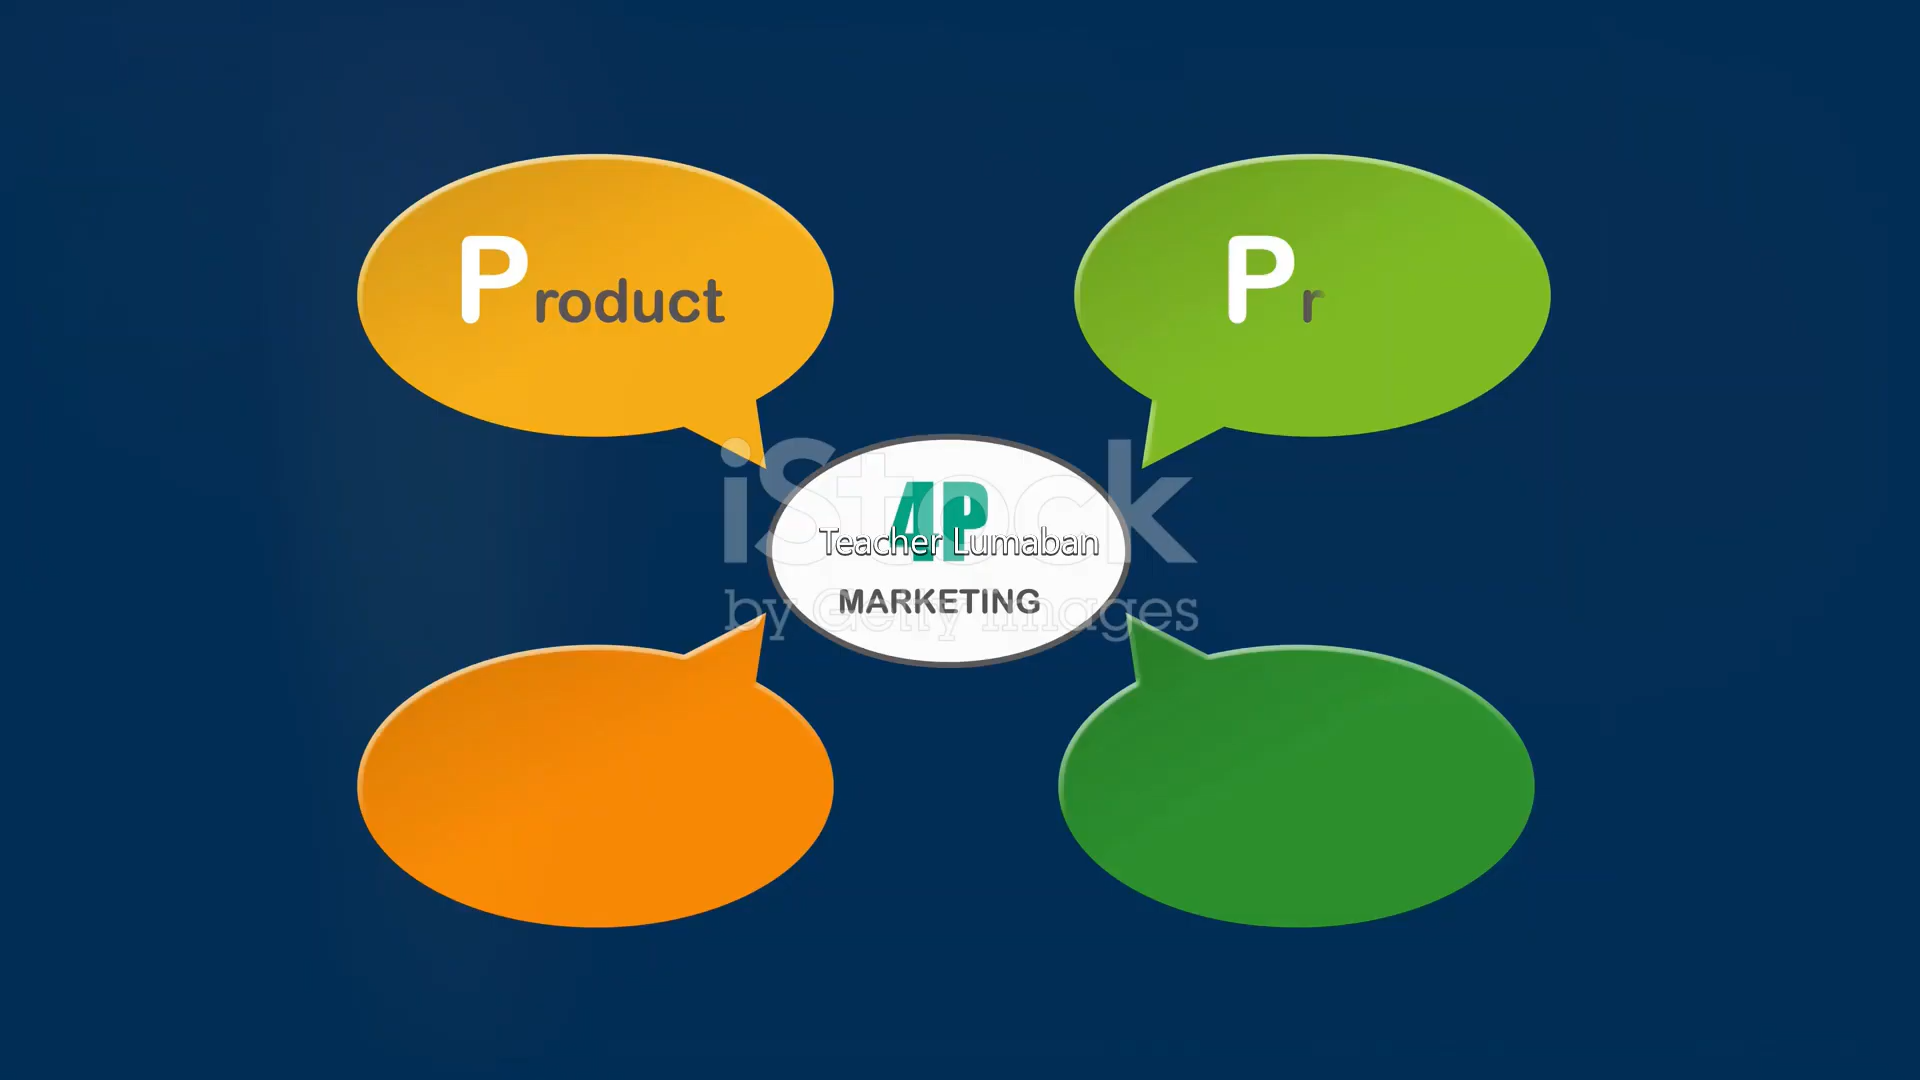 Product
Pr
iStock
4P
Teacher Lumaban
MARKETING
by Getty Images